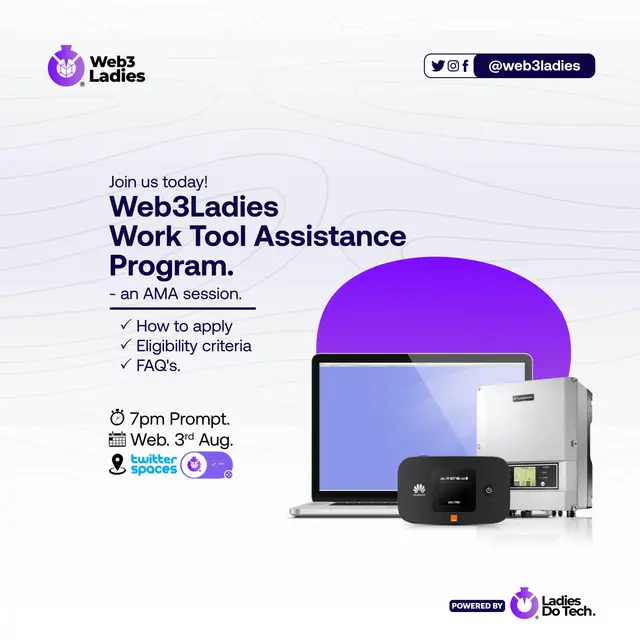 Web3
Ladies
@web3ladies
Join us today!
Web3Ladies
Work Tool Assistance
Program.
- an AMA session.
How to apply
Eligibility criteria
FAQ's.
7pm Prompt.
Web. 3rd Aug.
twitter
spaces
HUAWEI
POWERED BY
Ladies
Do Tech.